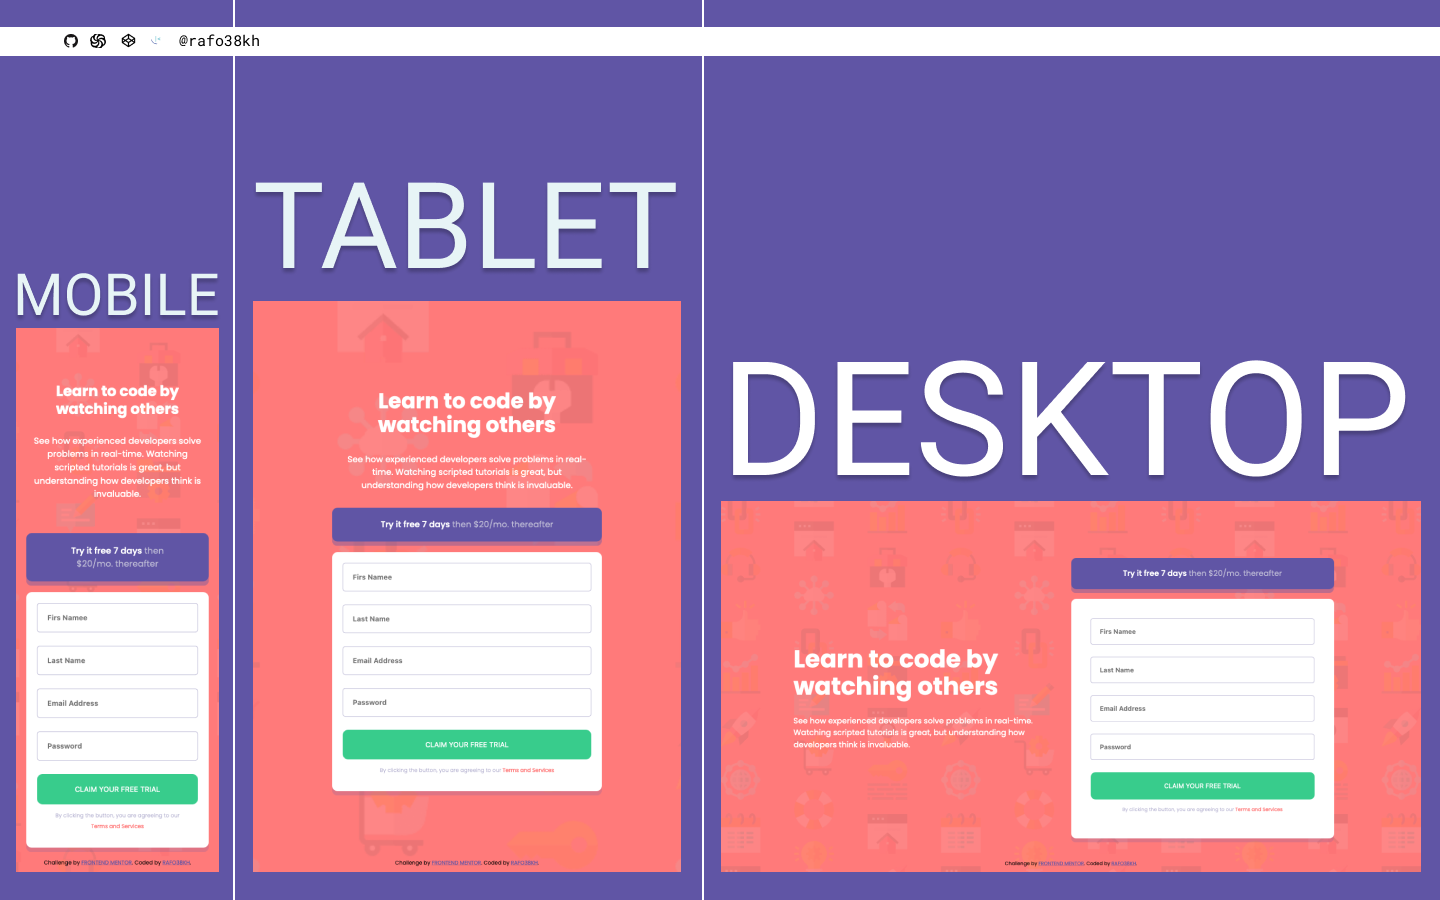 @rafo38kh
MOBILE
Learn to code by
watching others
See how experienced developers solve
problems in real-time. Watching
scripted tutorials is great, but
understanding how developers think is
invaluable.
Try it free 7 days then
$20/mo. thereafter
Firs Namee
Last Name
Email Address
Password
CLAIM YOUR FREE TRIAL
By clicking the button, you are agreeing to our
Terms and Services
Challenge by FRONTEND MENTOR. Coded by RAFO38KH.
TABLET
Learn to code by
watching others
See how experienced developers solve problems in real-
time. Watching scripted tutorials is great, but
understanding how developers think is invaluable.
Try it free 7 days then $20/mo. thereafter
Firs Namee
Last Name
Email Address
Password
CLAIM YOUR FREE TRIAL
By clicking the button, you are agreeing to our Terms and Services
Challenge by FRONTEND MENTOR. Coded by RAFO38KH.
DESKTOP
Learn to code by
watching others
See how experienced developers solve problems in real-time.
Watching scripted tutorials is great, but understanding how
developers think is invaluable.
Try it free 7 days then $20/mo. thereafter
Firs Namee
Last Name
Email Address
Password
CLAIM YOUR FREE TRIAL
By clicking the button, you are agreeing to our Terms and Services
Challenge by FRONTEND MENTOR. Coded by RAFO38KH.